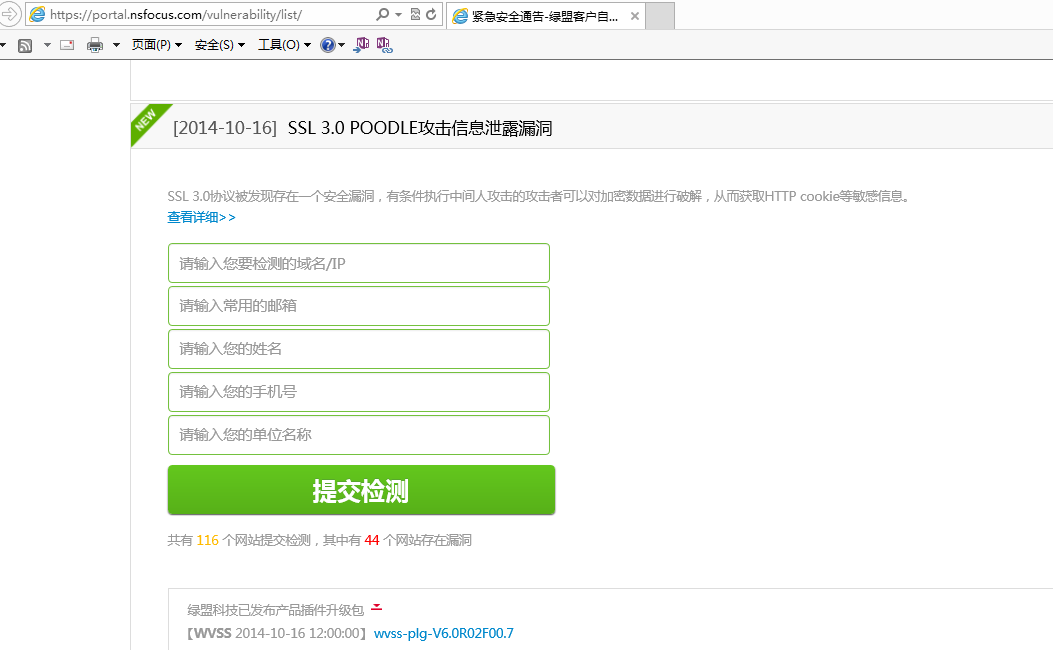 https://portal.nsfocus.com/vulnerability/list/
紧急安全通告-绿盟客户自...
页面(P) 安全(S) 工具(O)
NEW
[2014-10-16] SSL 3.0 POODLE攻击信息泄露漏洞
SSL 3.0协议被发现存在一个安全漏洞，有条件执行中间人攻击的攻击者可以对加密数据进行破解，从而获取HTTP cookie等敏感信息。
查看详细>>
请输入您要检测的域名/IP
请输入常用的邮箱
请输入您的姓名
请输入您的手机号
请输入您的单位名称
提交检测
共有 116 个网站提交检测，其中有 44 个网站存在漏洞
绿盟科技已发布产品插件升级包
【WVSS 2014-10-16 12:00:00】 wvss-plg-V6.0R02F00.7